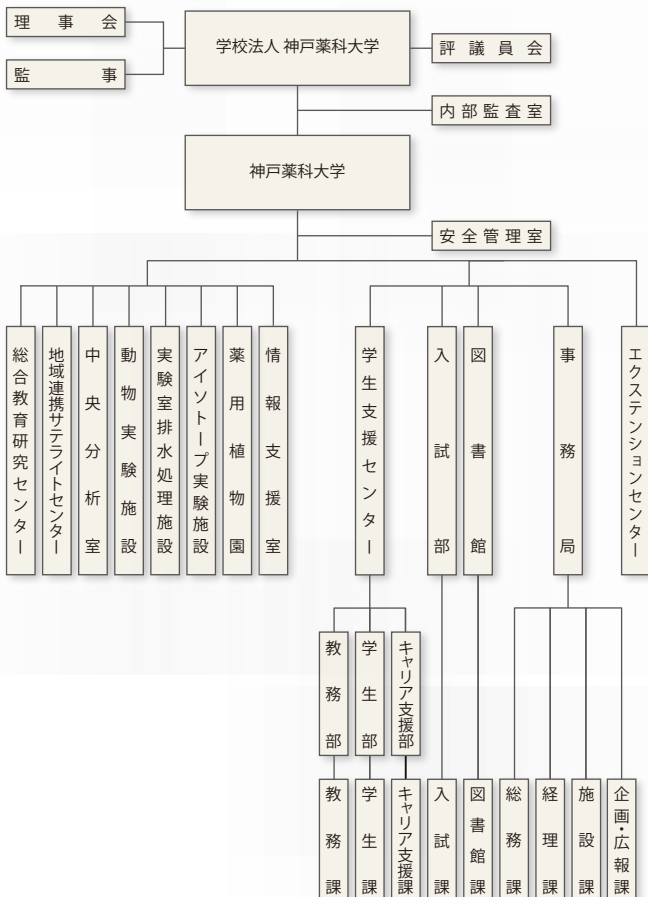 理事会
学校法人 神戸薬科大学
評議員会
監事
内部監査室
神戸薬科大学
安全管理室
総合教育研究センター
地域連携サテライトセンター
中央分析室
動物実験施設
実験室排水処理施設
アイソトープ実験施設
薬用植物園
情報支援室
学生支援センター
入試部
図書館
事務局
エクステンションセンター
教務部
学生部
キャリア支援部
教務課
学生課
キャリア支援課
入試課
図書館課
総務課
経理課
施設課
企画・広報課